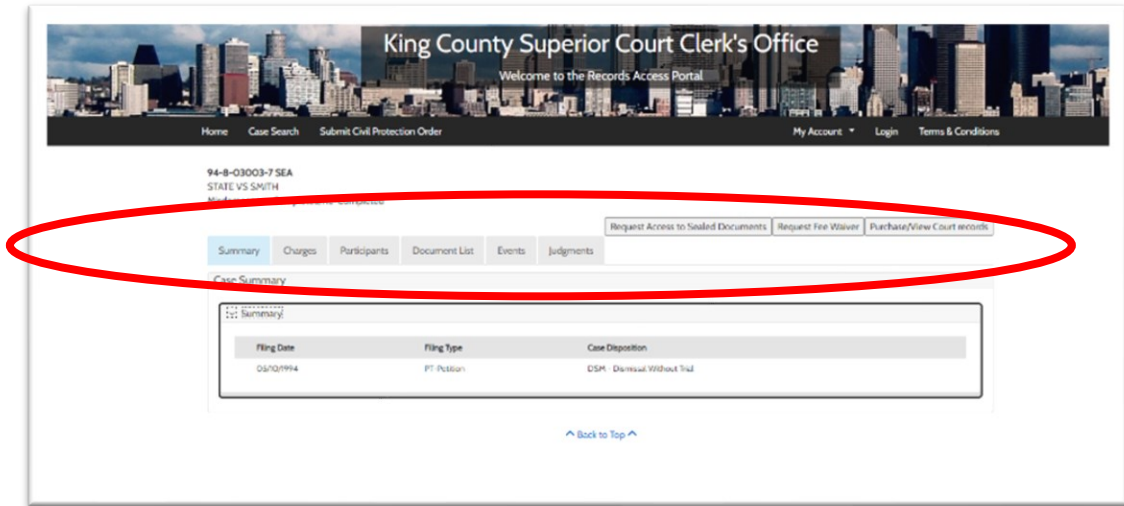 King County Superior Court Clerk's Office
Welcome to the Records Access Portal
Home Case Search Submit Civil Protection Order My Account Login Terms & Conditions
94-8-03003-7 SEA
STATE VS SMITH
Request Access to Sealed Documents Request Fee Waiver Purchase/View Court records
Summary Charges Participants Document List Events Judgments
Case Summary
Summary
Filing Date Filing Type Case Disposition
05/10/1994 PT-Petition DSM - Dismissal Without Trial
Back to Top